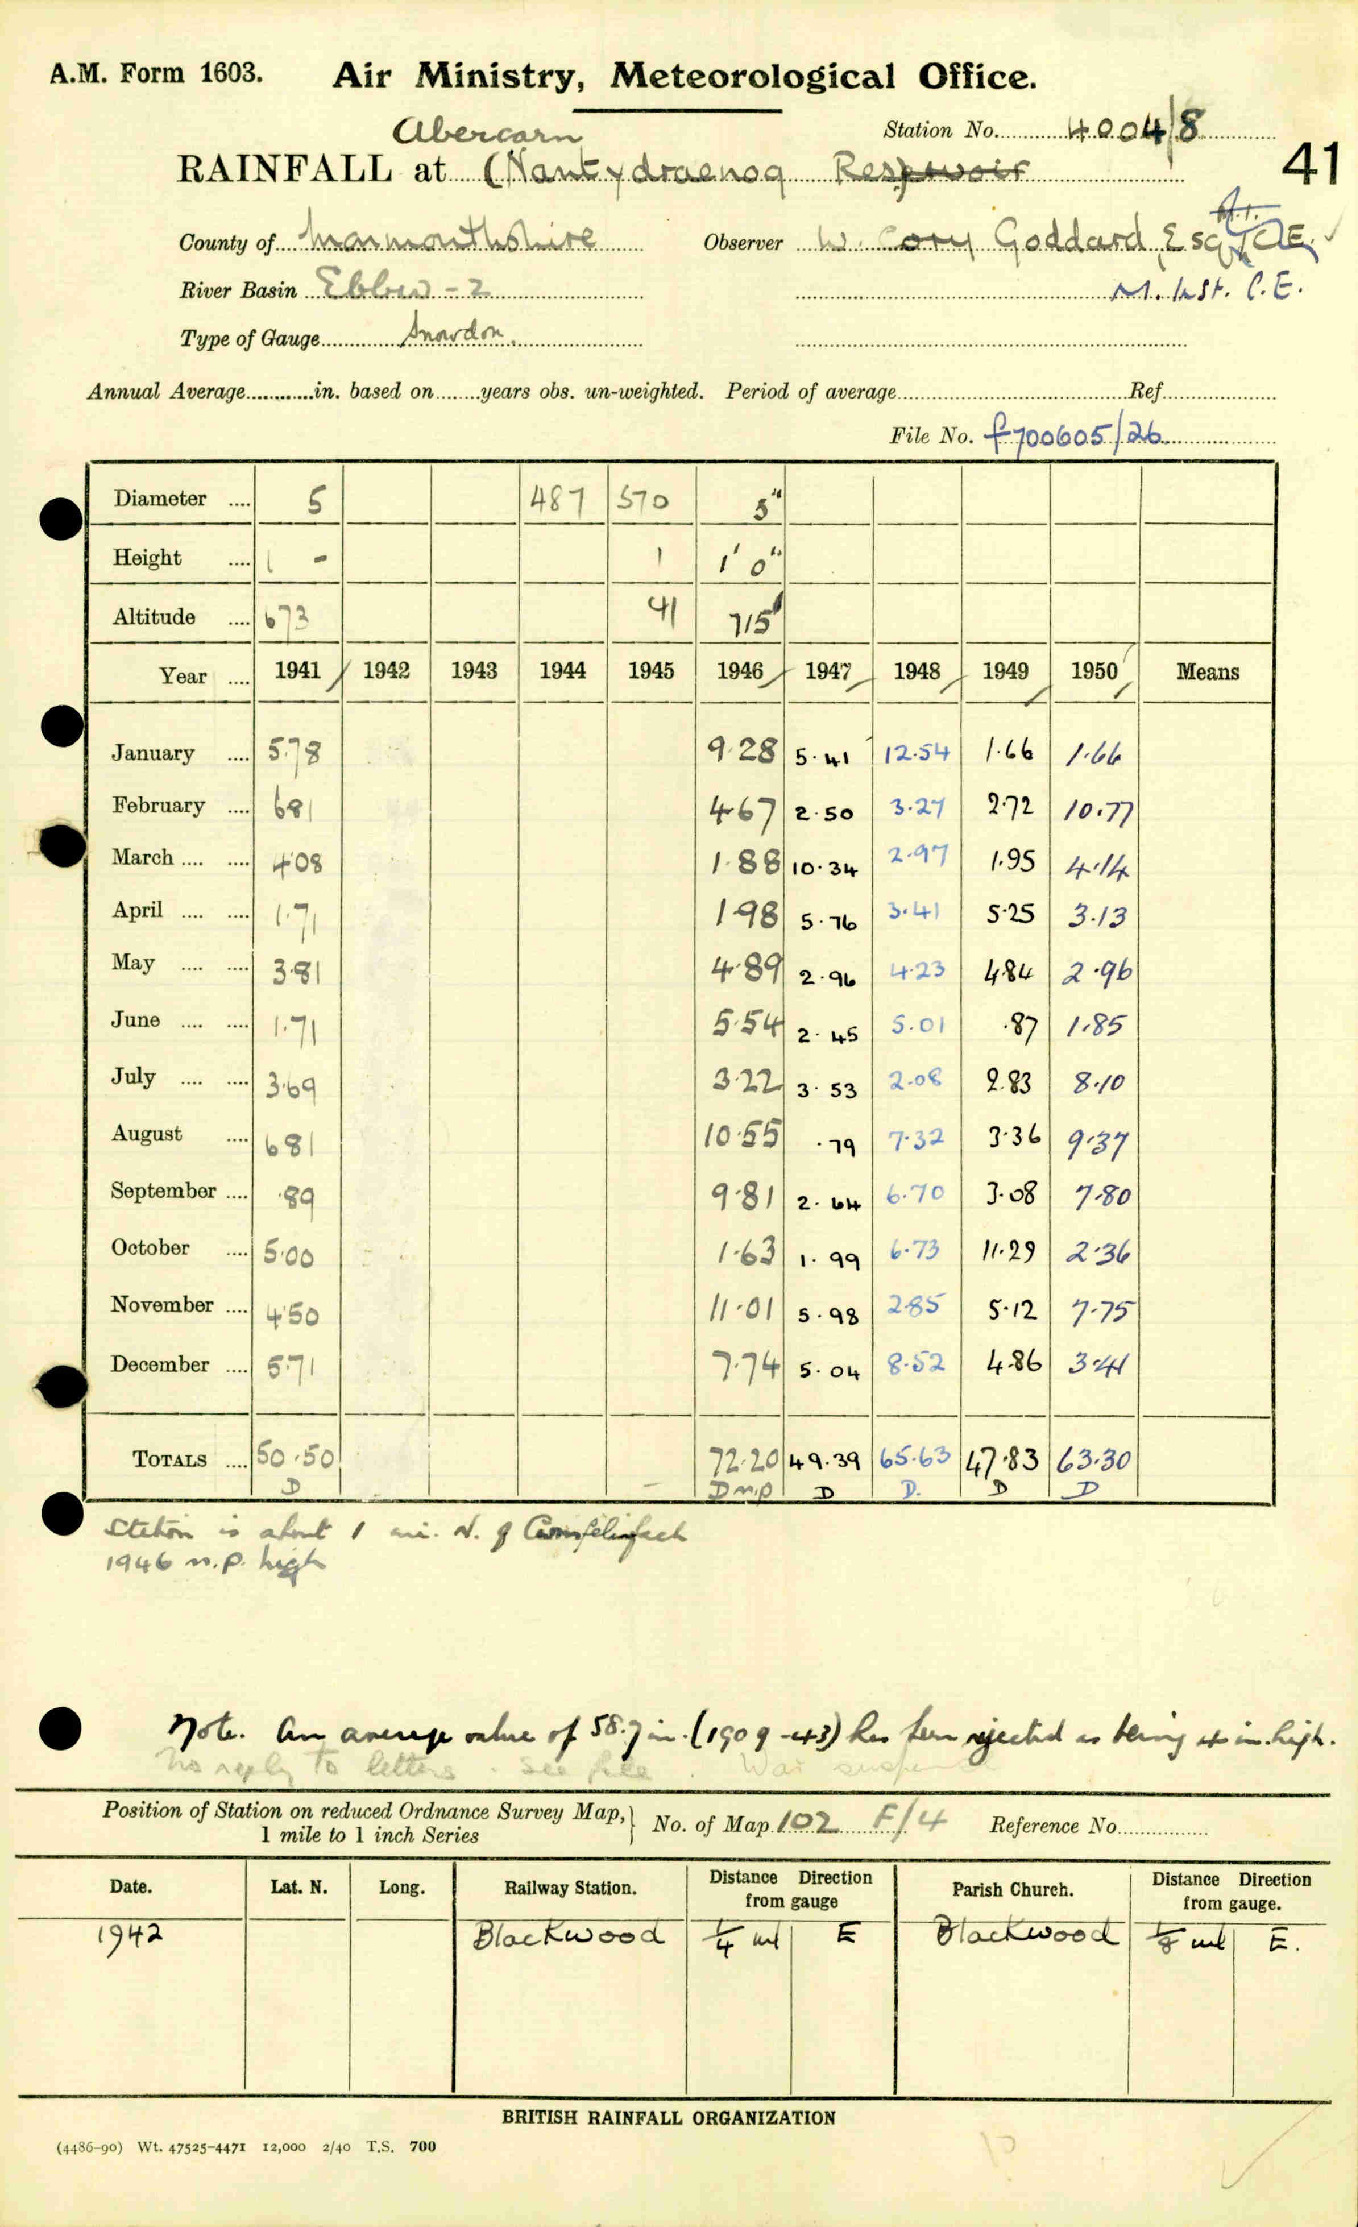 A.M. Form 1603. Air Ministry, Meteorological Office.
Abercarn
Station No. 4004/8
41
RAINFALL at (Nantydraenog Reservoir
County of Monmouthshire Observer W. Cory Goddard, Esq.
River Basin Ebbw - 2 M. Inst. C.E.
Type of Gauge Snowdon.
Annual Average in. based on years obs. un-weighted. Period of average Ref
File No. f700605/26
Diameter .... 5 487 570 5"
Height .... 1 - 1 1' 0"
Altitude .... 673 41 715'
Year .... 1941 1942 1943 1944 1945 1946 1947 1948 1949 1950 Means
January .... 5.78 9.28 5.41 12.54 1.66 1.66
February .... 681 4.67 2.50 3.27 2.72 10.77
March .... .... 4.08 1.88 10.34 2.97 1.95 4.14
April .... .... 1.71 1.98 5.76 3.41 5.25 3.13
May .... .... 3.81 4.89 2.96 4.23 4.84 2.96
June .... .... 1.71 5.54 2.45 5.01 .87 1.85
July .... .... 3.69 3.22 3.53 2.08 2.83 8.10
August .... 681 10.55 .79 7.32 3.36 9.37
September .... .89 9.81 2.64 6.70 3.08 7.80
October .... 5.00 1.63 1.99 6.73 11.29 2.36
November .... 4.50 11.01 5.98 2.85 5.12 7.75
December .... 5.71 7.74 5.04 8.52 4.86 3.41
TOTALS .... 50.50 72.20 49.39 65.63 47.83 63.30
D D n.p D D. D D
Station is about 1 mi. N. of Cwmfelinfach
1946 n.p. high
Note. An average value of 58.7 in. (1909-43) has been rejected as being 4 in. high.
No reply to letters. See file. War
Position of Station on reduced Ordnance Survey Map,
1 mile to 1 inch Series
No. of Map 102 F/4 Reference No.
Date. Lat. N. Long. Railway Station. Distance Direction from gauge Parish Church. Distance Direction from gauge.
1942 Blackwood 1/4 ml E Blackwood 1/8 ml E.
BRITISH RAINFALL ORGANIZATION
(4486-90) Wt. 47525-4471 12,000 2/40 T.S. 700